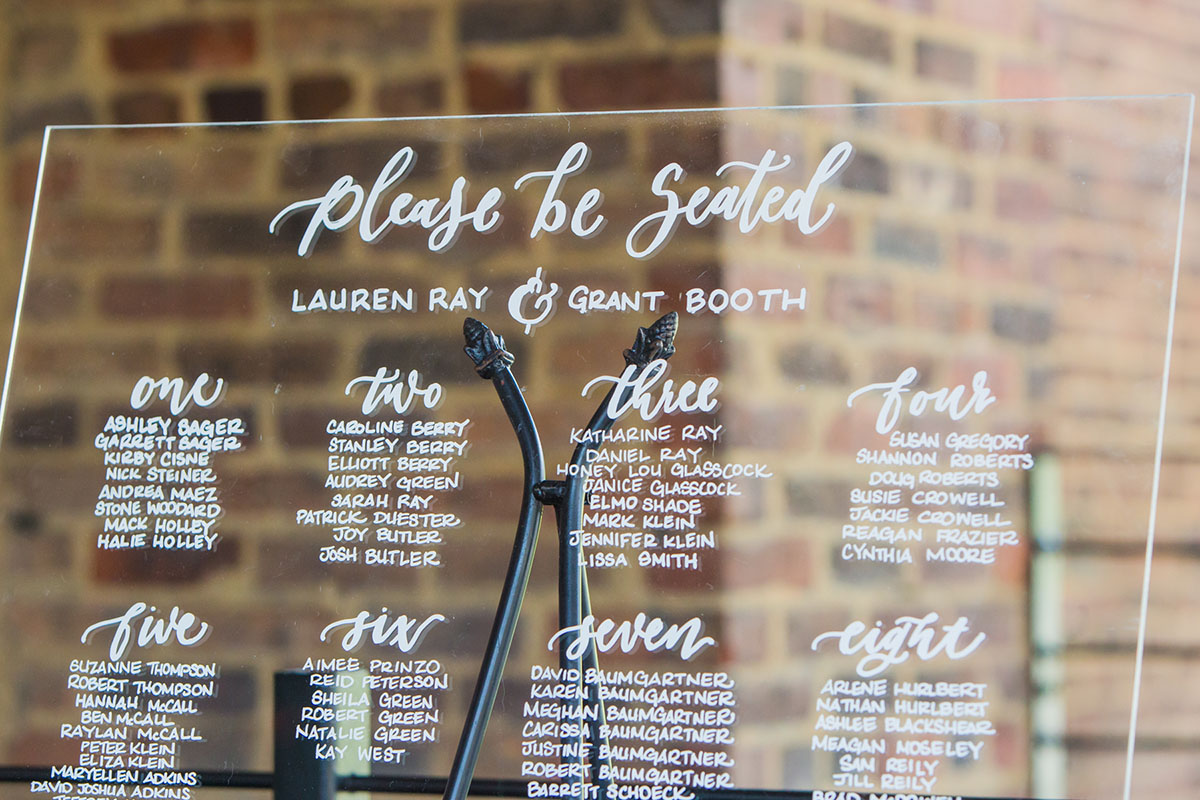 please be seated
LAUREN RAY & GRANT BOOTH
one
ASHLEY SAGER
GARRETT SAGER
KIRBY CISNE
NICK STEINER
ANDREA MAEZ
STONE WOODARD
MACK HOLLEY
HALIE HOLLEY
two
CAROLINE BERRY
STANLEY BERRY
ELLIOTT BERRY
AUDREY GREEN
SARAH RAY
PATRICK DUESTER
JOY BUTLER
JOSH BUTLER
three
KATHARINE RAY
DANIEL RAY
HONEY LOU GLASSCOCK
JANICE GLASSCOCK
ELMO SHADE
MARK KLEIN
JENNIFER KLEIN
LISSA SMITH
four
SUSAN GREGORY
SHANNON ROBERTS
DOUG ROBERTS
SUSIE CROWELL
JACKIE CROWELL
REAGAN FRAZIER
CYNTHIA MOORE
five
SUZANNE THOMPSON
ROBERT THOMPSON
HANNAH McCALL
BEN McCALL
RAYLAN McCALL
PETER KLEIN
ELIZA KLEIN
MARYELLEN ADKINS
DAVID JOSHUA ADKINS
six
AIMEE PRINZO
REID PETERSON
SHEILA GREEN
ROBERT GREEN
NATALIE GREEN
KAY WEST
seven
DAVID BAUMGARTNER
KAREN BAUMGARTNER
MEGHAN BAUMGARTNER
CARISSA BAUMGARTNER
JUSTINE BAUMGARTNER
ROBERT BAUMGARTNER
BARRETT SCHOECK
eight
ARLENE HURLBERT
NATHAN HURLBERT
ASHLEE BLACKSHEAR
MEAGAN MOSELEY
SAN REILY
JILL REILY